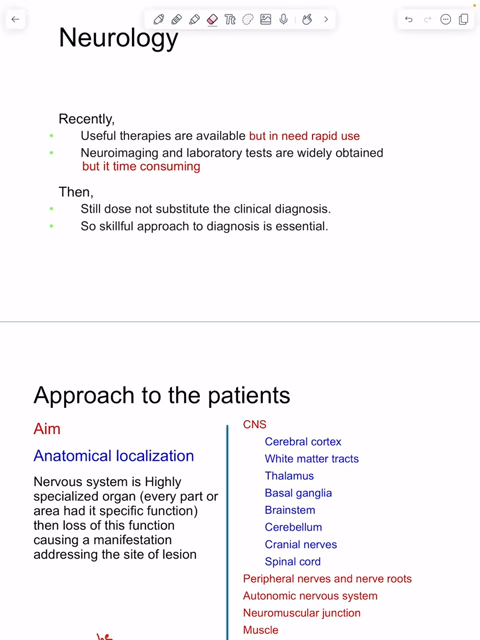 Neurology
Recently,
Useful therapies are available but in need rapid use
Neuroimaging and laboratory tests are widely obtained
but it time consuming
Then,
Still dose not substitute the clinical diagnosis.
So skillful approach to diagnosis is essential.
Approach to the patients
Aim
Anatomical localization
Nervous system is Highly
specialized organ (every part or
area had it specific function)
then loss of this function
causing a manifestation
addressing the site of lesion
CNS
Cerebral cortex
White matter tracts
Thalamus
Basal ganglia
Brainstem
Cerebellum
Cranial nerves
Spinal cord
Peripheral nerves and nerve roots
Autonomic nervous system
Neuromuscular junction
Muscle